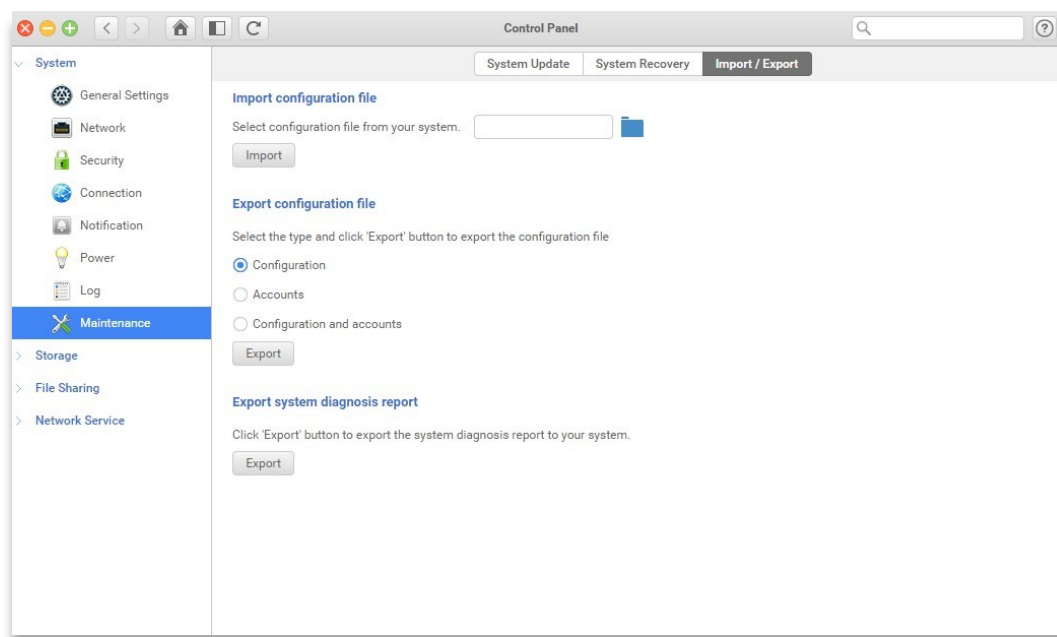 Control Panel
?
System
General Settings
Network
Security
Connection
Notification
Power
Log
Maintenance
Storage
File Sharing
Network Service
System Update
System Recovery
Import / Export
Import configuration file
Select configuration file from your system.
Import
Export configuration file
Select the type and click 'Export' button to export the configuration file
Configuration
Accounts
Configuration and accounts
Export
Export system diagnosis report
Click 'Export' button to export the system diagnosis report to your system.
Export